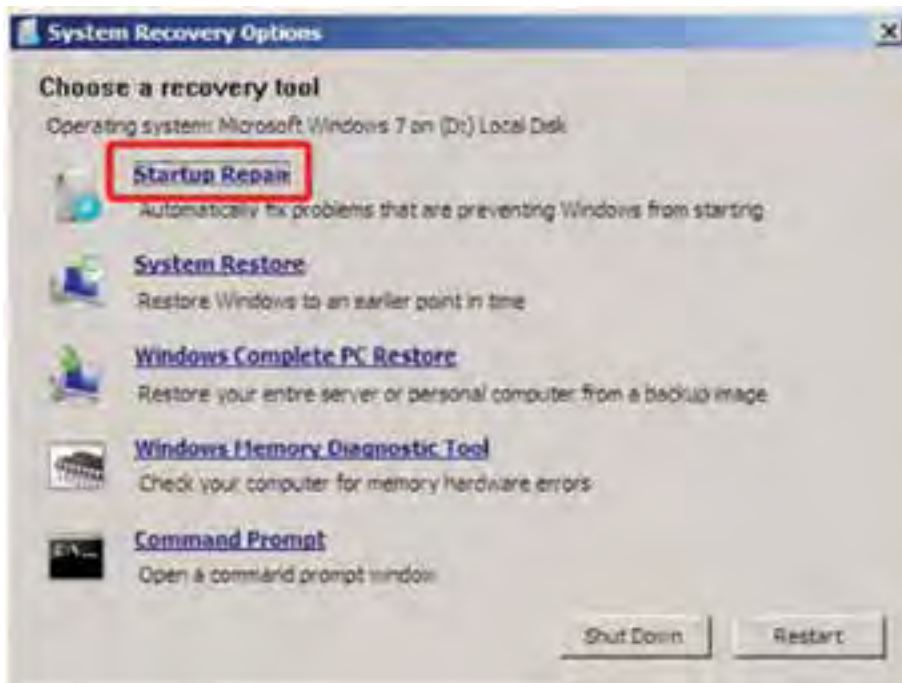 System Recovery Options
Choose a recovery tool
Operating system: Microsoft Windows 7 on (D:) Local Disk
Startup Repair
Automatically fix problems that are preventing Windows from starting
System Restore
Restore Windows to an earlier point in time
Windows Complete PC Restore
Restore your entire server or personal computer from a backup image
Windows Memory Diagnostic Tool
Check your computer for memory hardware errors
Command Prompt
Open a command prompt window
Shut Down
Restart